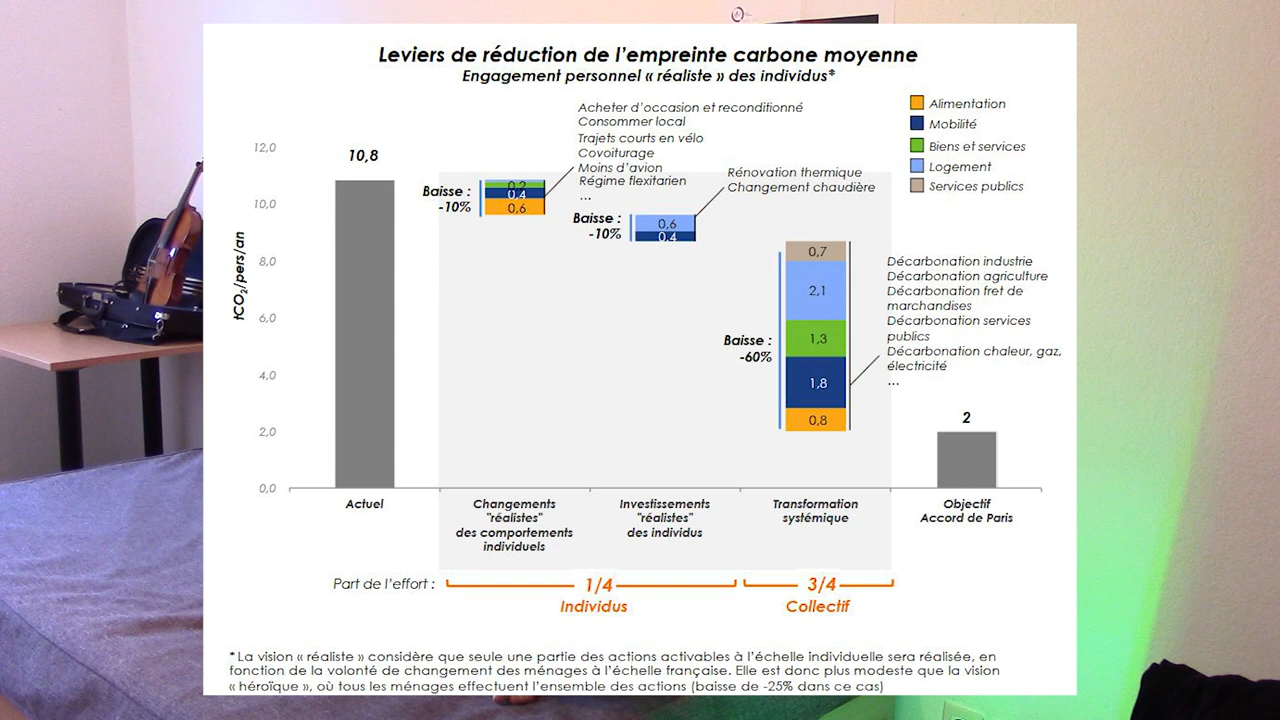 Leviers de réduction de l’empreinte carbone moyenne
Engagement personnel « réaliste » des individus*
Alimentation
Mobilité
Biens et services
Logement
Services publics
tCO2/pers/an
12,0
10,0
8,0
6,0
4,0
2,0
0,0
10,8
Baisse :
-10%
0,2
0,4
0,6
Acheter d’occasion et reconditionné
Consommer local
Trajets courts en vélo
Covoiturage
Moins d’avion
Régime flexitarien
...
Baisse :
-10%
0,6
0,4
Rénovation thermique
Changement chaudière
Baisse :
-60%
0,7
2,1
1,3
1,8
0,8
Décarbonation industrie
Décarbonation agriculture
Décarbonation fret de
marchandises
Décarbonation services
publics
Décarbonation chaleur, gaz,
électricité
...
2
Actuel
Changements
"réalistes"
des comportements
individuels
Investissements
"réalistes"
des individus
Transformation
systémique
Objectif
Accord de Paris
Part de l’effort :
1/4
Individus
3/4
Collectif
* La vision « réaliste » considère que seule une partie des actions activables à l’échelle individuelle sera réalisée, en
fonction de la volonté de changement des ménages à l’échelle française. Elle est donc plus modeste que la vision
« héroïque », où tous les ménages effectuent l’ensemble des actions (baisse de -25% dans ce cas)